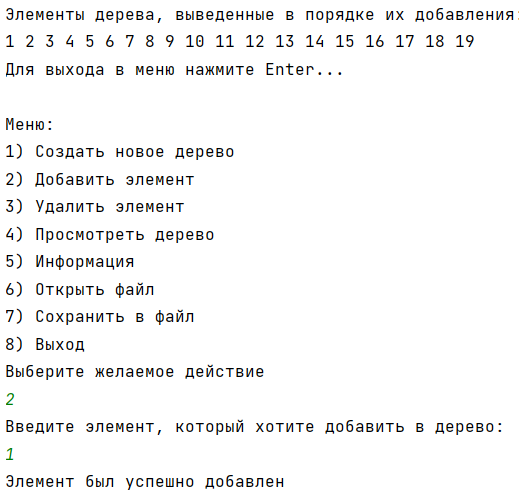 Элементы дерева, выведенные в порядке их добавления:
1 2 3 4 5 6 7 8 9 10 11 12 13 14 15 16 17 18 19
Для выхода в меню нажмите Enter...
Меню:
1) Создать новое дерево
2) Добавить элемент
3) Удалить элемент
4) Просмотреть дерево
5) Информация
6) Открыть файл
7) Сохранить в файл
8) Выход
Выберите желаемое действие
2
Введите элемент, который хотите добавить в дерево:
1
Элемент был успешно добавлен